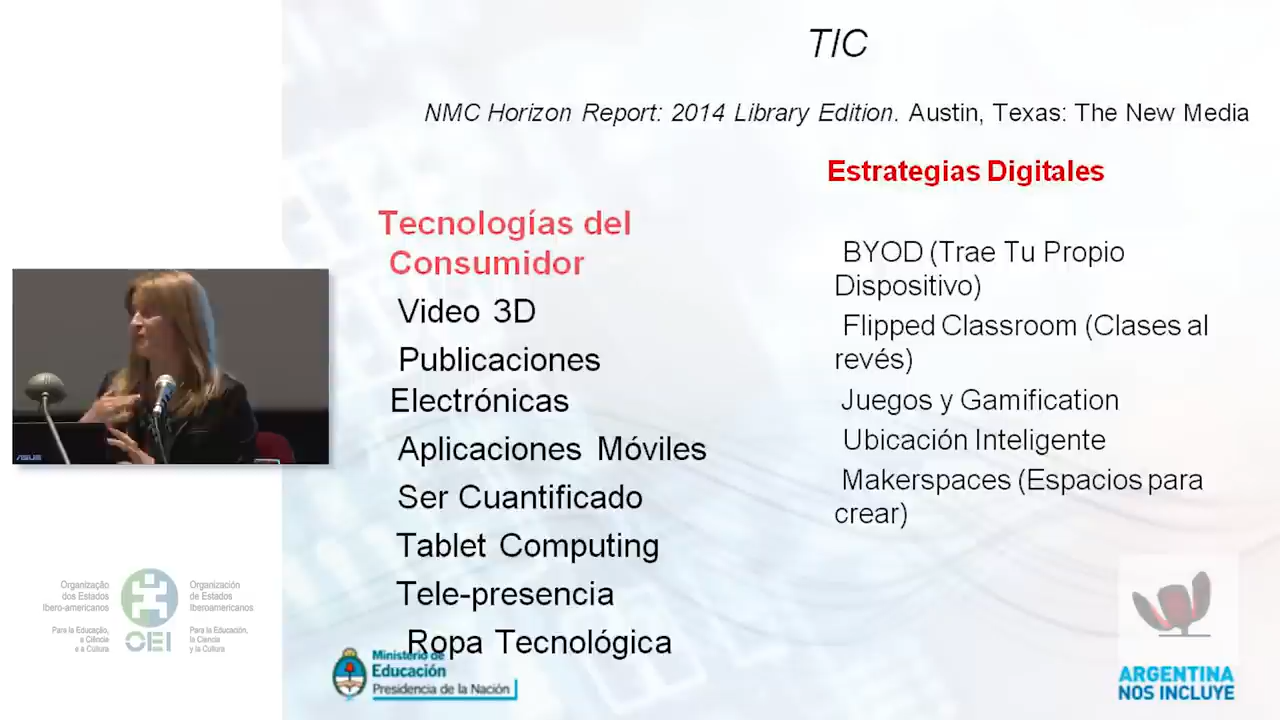 TIC
NMC Horizon Report: 2014 Library Edition. Austin, Texas: The New Media
Tecnologías del
Consumidor
Video 3D
Publicaciones
Electrónicas
Aplicaciones Móviles
Ser Cuantificado
Tablet Computing
Tele-presencia
Ropa Tecnológica
Estrategias Digitales
BYOD (Trae Tu Propio
Dispositivo)
Flipped Classroom (Clases al
revés)
Juegos y Gamification
Ubicación Inteligente
Makerspaces (Espacios para
crear)
ASUS
Organização
dos Estados
Ibero-americanos
Para la Educação,
a Ciência
e a Cultura
OEI
Organización
de Estados
Iberoamericanos
Para la Educación,
la Ciencia
y la Cultura
Ministerio de
Educación
Presidencia de la Nación
ARGENTINA
NOS INCLUYE